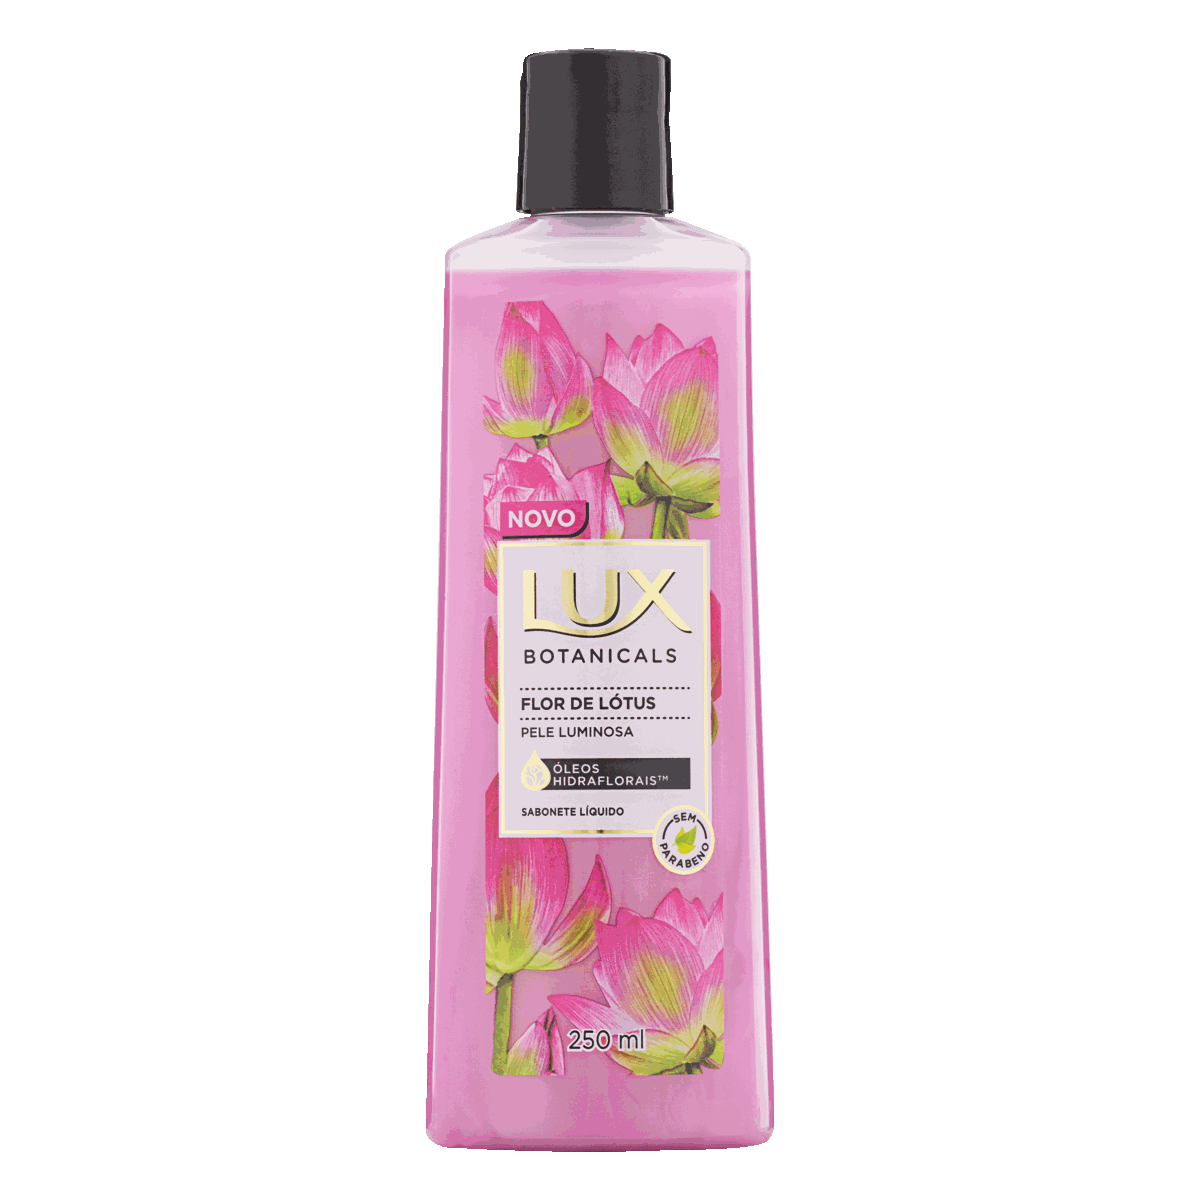 NOVO
LUX
BOTANICALS
FLOR DE LÓTUS
PELE LUMINOSA
ÓLEOS
HIDRAFLORAIS™
SABONETE LÍQUIDO
SEM
PARABENO
250 ml